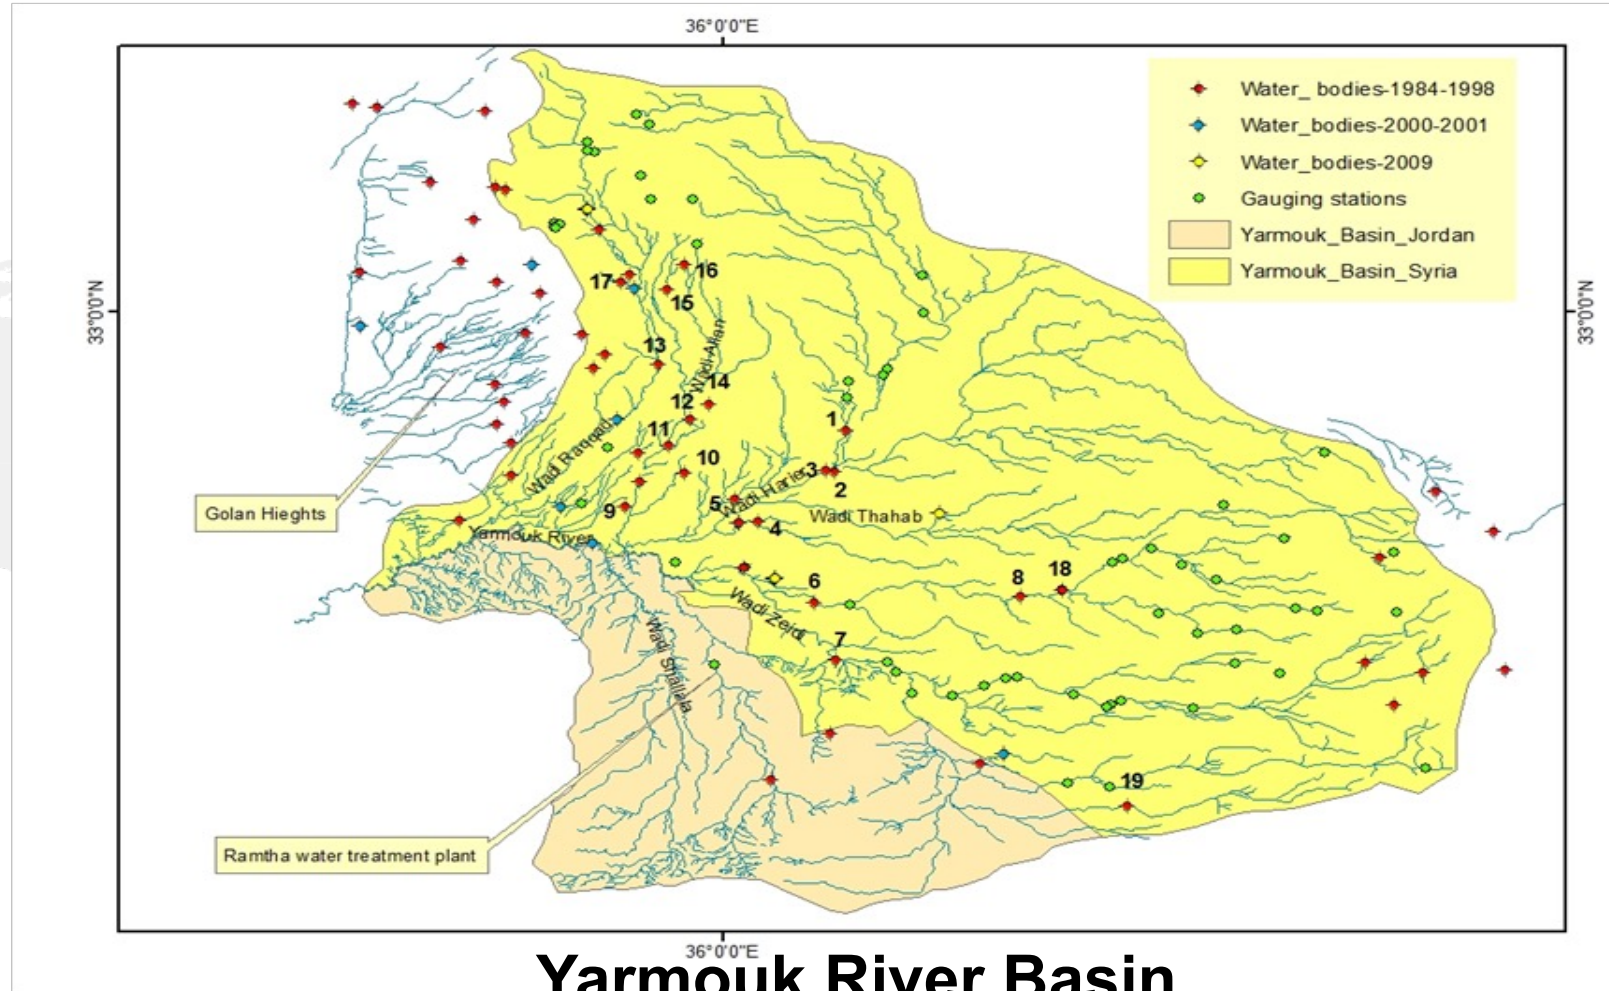 36°0'0"E
Water_ bodies-1984-1998
Water_bodies-2000-2001
Water_bodies-2009
Gauging stations
Yarmouk_Basin_Jordan
Yarmouk_Basin_Syria
33°0'0"N
33°0'0"N
17
16
15
13
Wadi Allan
14
12
11
1
10
Wadi Raqqad
3
2
Wadi Harier
5
9
4
Wadi Thahab
Golan Hieghts
Yarmouk River
6
8
18
Wadi Zeidi
7
Wadi Shallala
19
Ramtha water treatment plant
36°0'0"E
Yarmouk River Basin